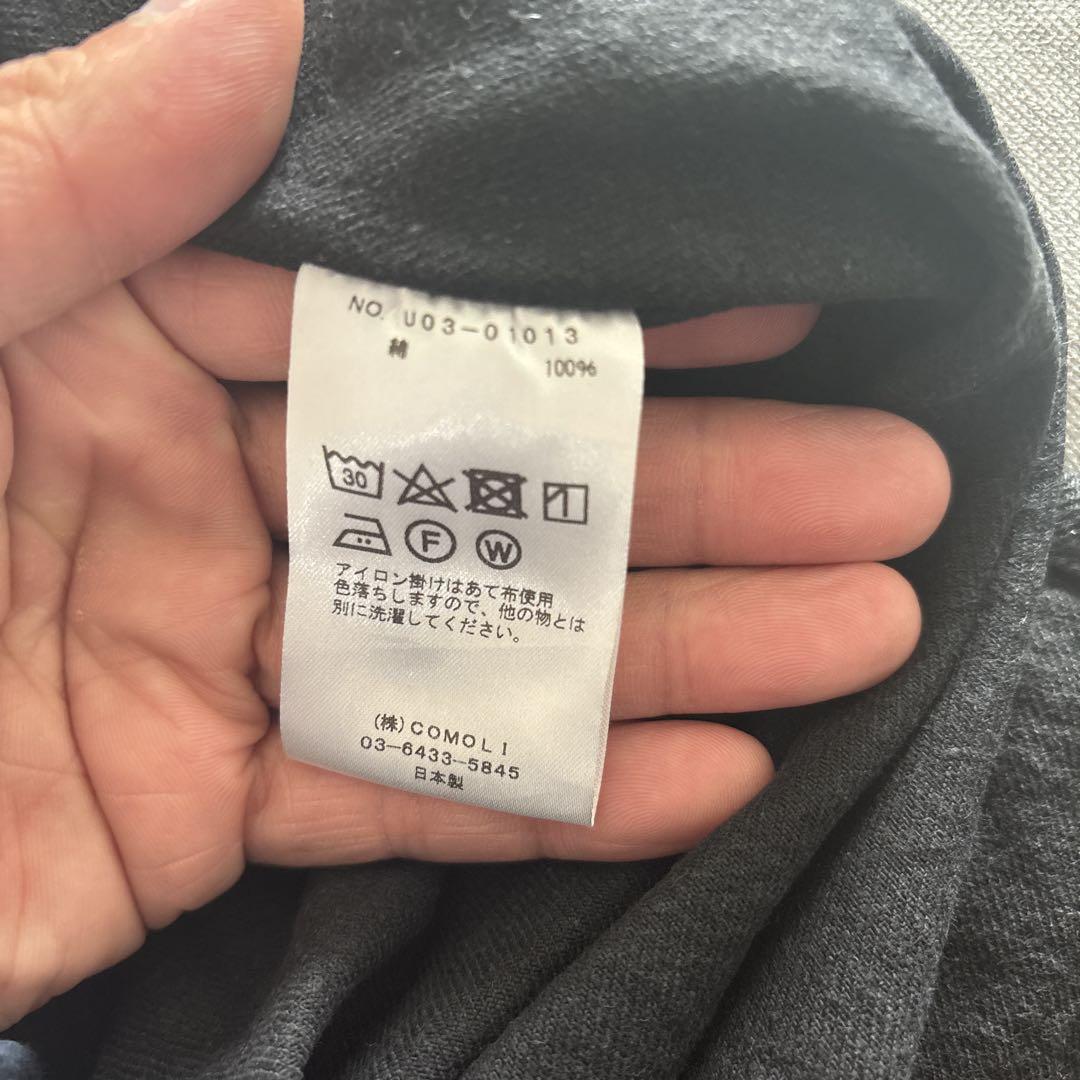 NO. U03-01013
綿 100%
30
F W
アイロン掛けはあて布使用
色落ちしますので、他の物とは
別に洗濯してください。
(株)COMOLI
03-6433-5845
日本製